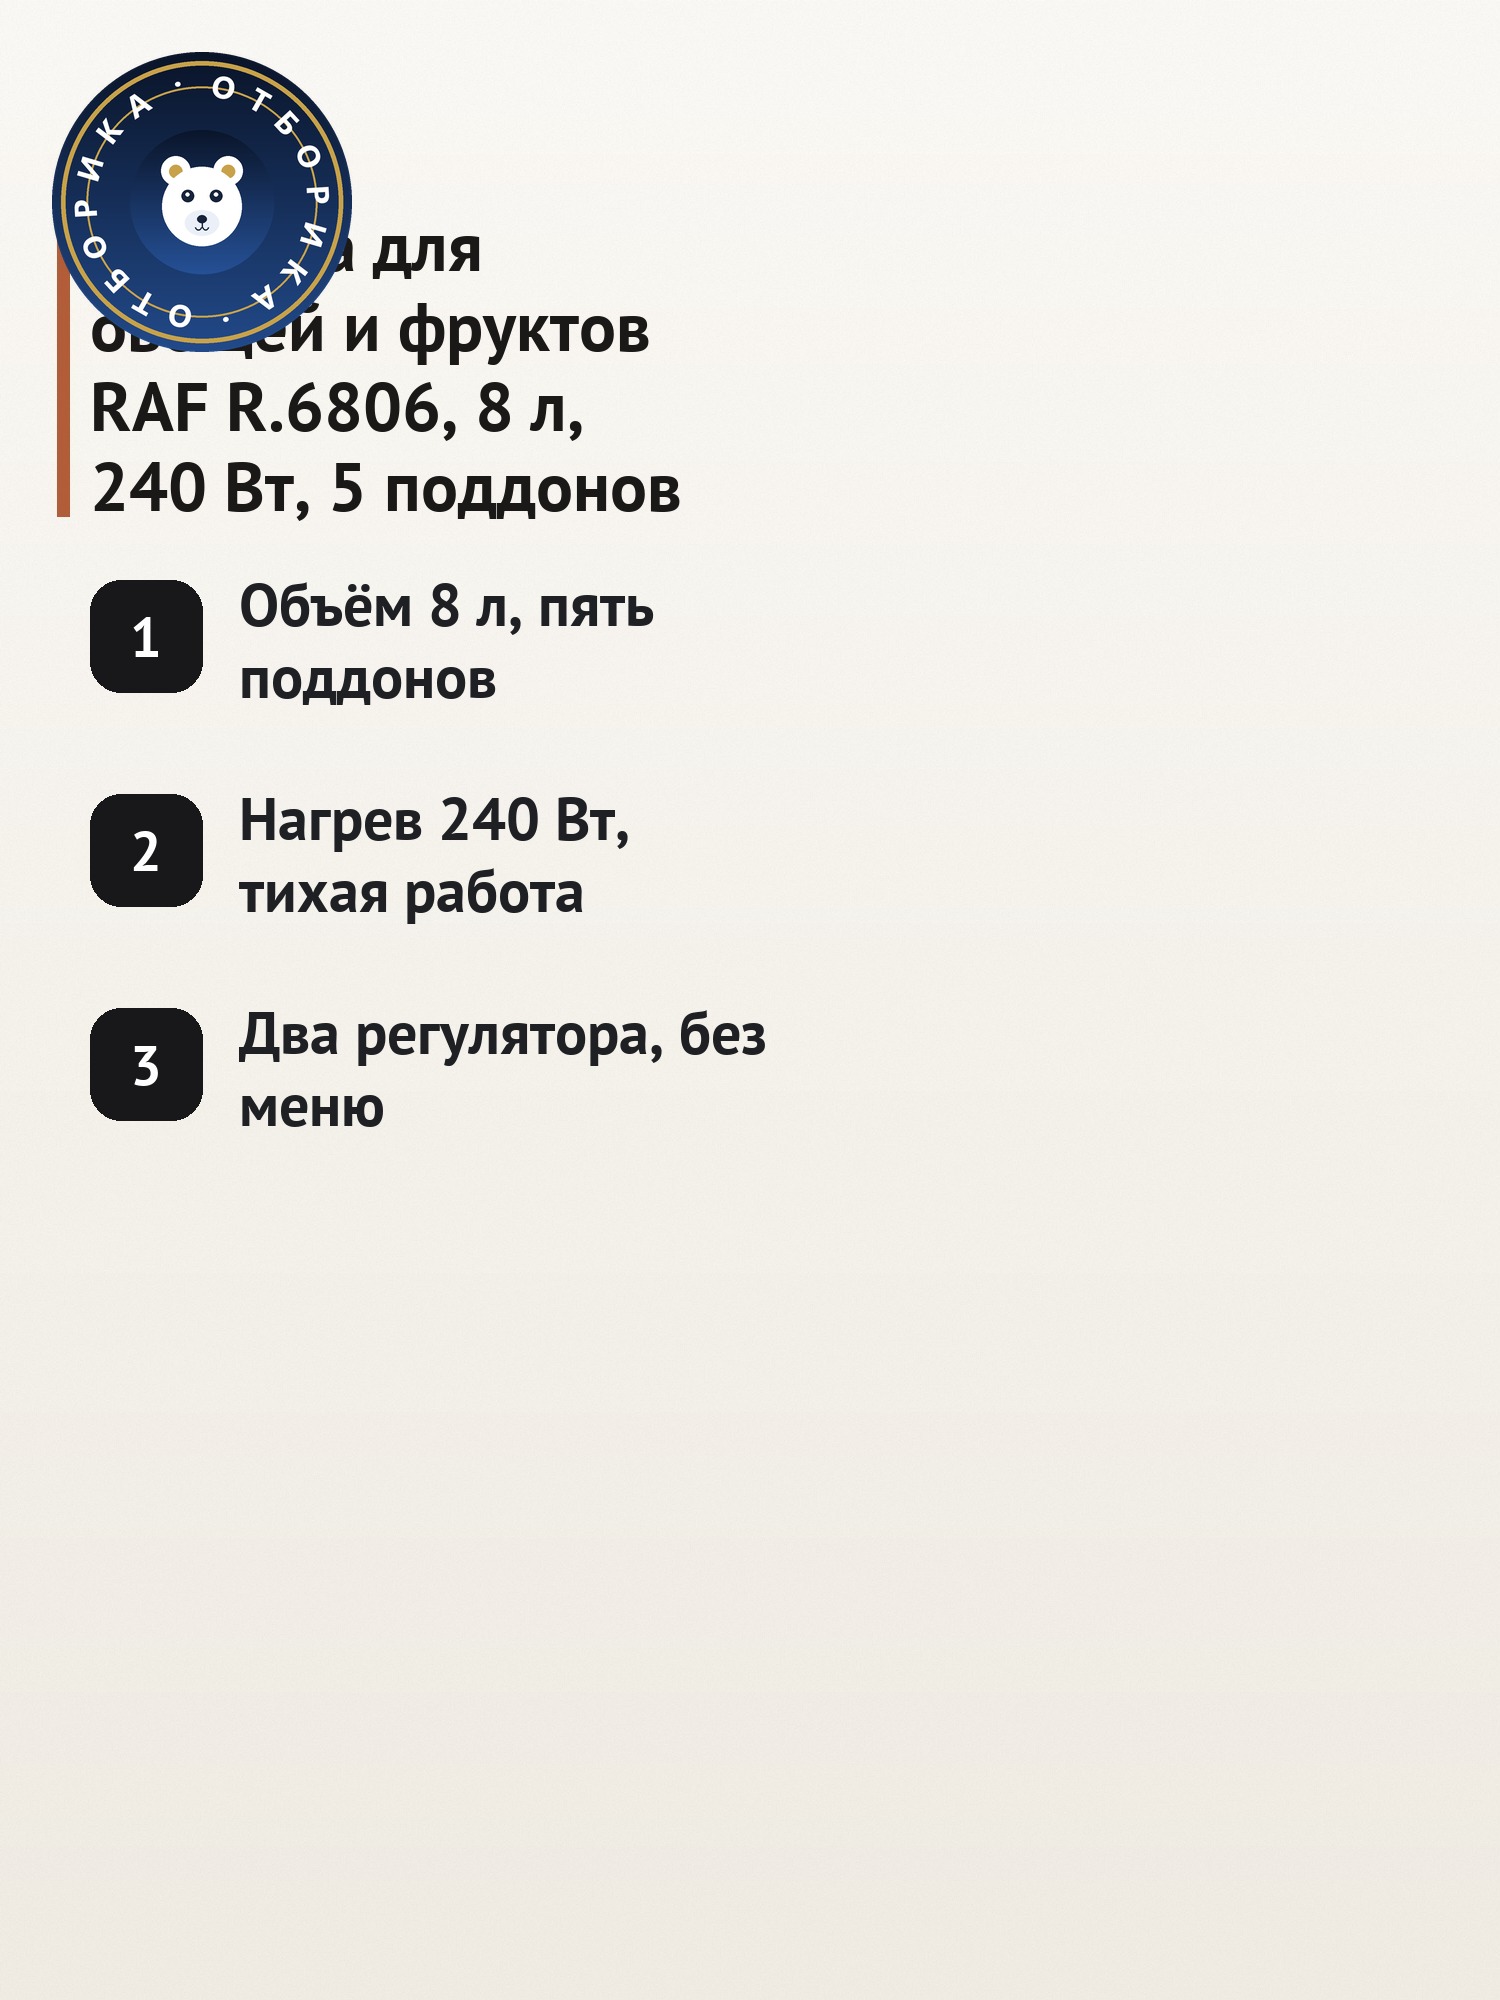 ОТБОРИКА · ОТБОРИКА ·
для
и фруктов
RAF R.6806, 8 л,
240 Вт, 5 поддонов
1
Объём 8 л, пять
поддонов
2
Нагрев 240 Вт,
тихая работа
3
Два регулятора, без
меню